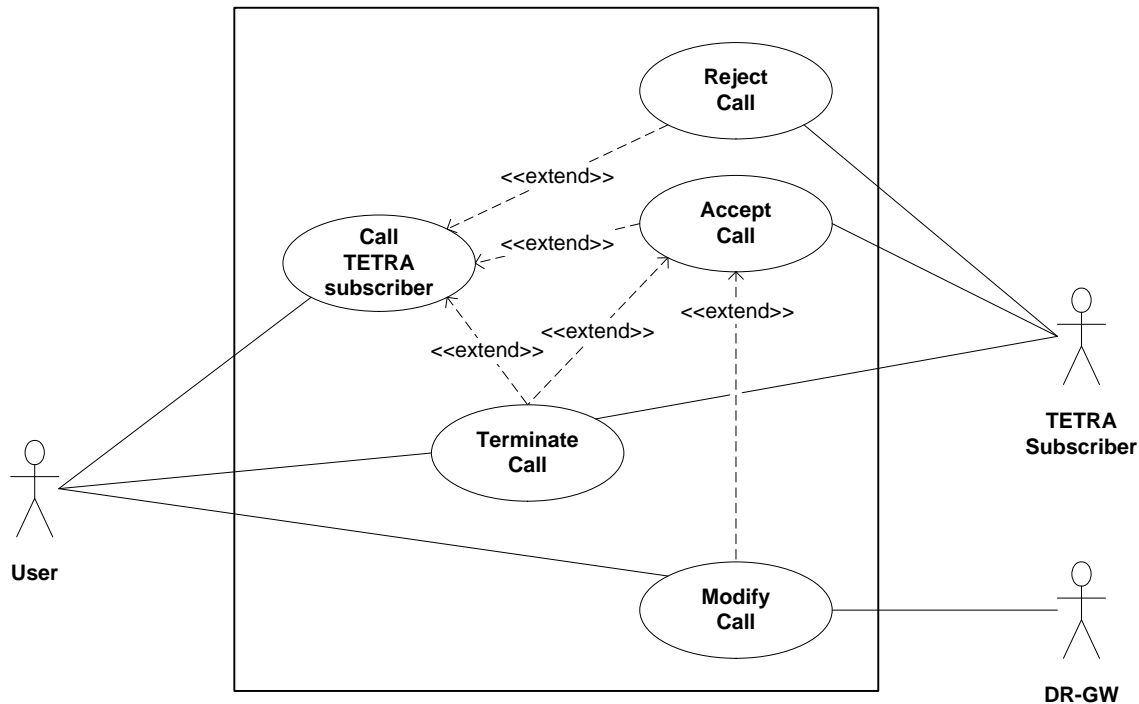 Reject
Call
<<extend>>
Accept
Call
Call
TETRA
subscriber
<<extend>>
<<extend>>
<<extend>>
<<extend>>
Terminate
Call
TETRA
Subscriber
User
Modify
Call
DR-GW